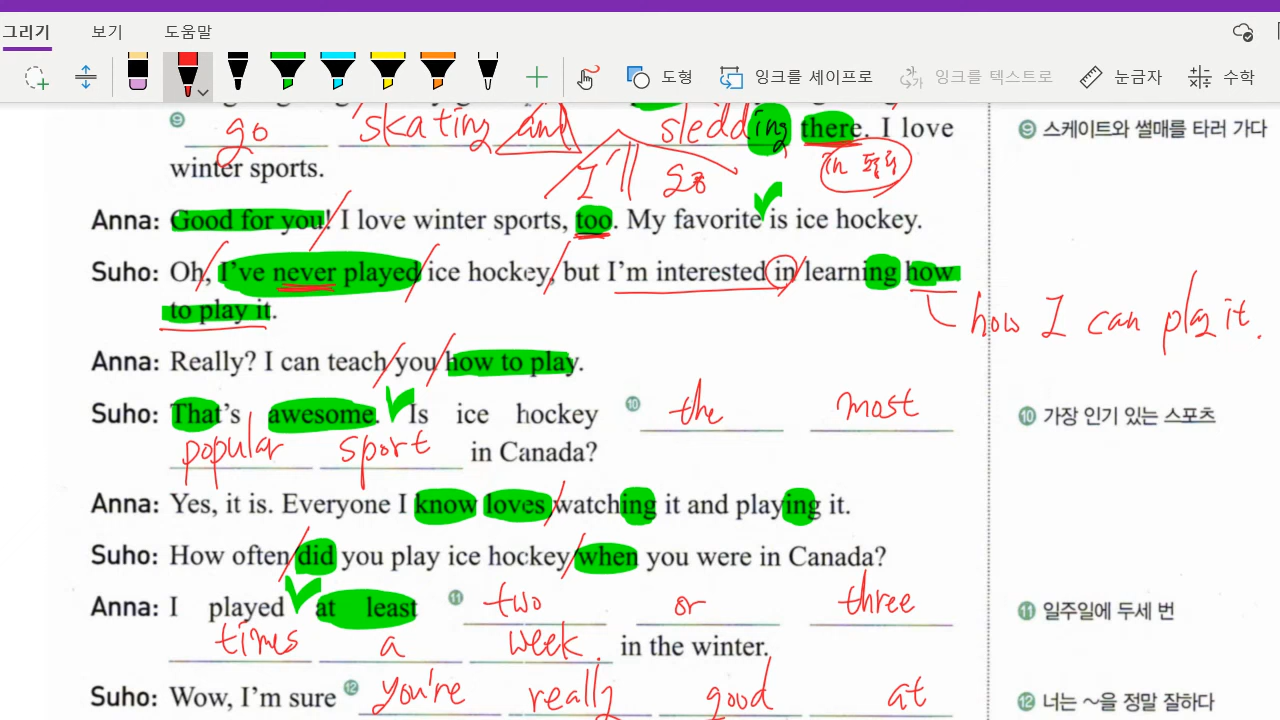 그리기 보기 도움말
도형 잉크를 셰이프로 잉크를 텍스트로 눈금자 수학
⑨ go skating and sledding there. I love ⑨ 스케이트와 썰매를 타러 가다
winter sports. I'll
Anna: Good for you! I love winter sports, too. My favorite is ice hockey.
Suho: Oh, I've never played ice hockey, but I'm interested in learning how
to play it. how I can play it.
Anna: Really? I can teach you how to play.
Suho: That's awesome. Is ice hockey ⑩ the most ⑩ 가장 인기 있는 스포츠
popular sport in Canada?
Anna: Yes, it is. Everyone I know loves watching it and playing it.
Suho: How often did you play ice hockey when you were in Canada?
Anna: I played at least ⑪ two or three ⑪ 일주일에 두세 번
times a week. in the winter.
Suho: Wow, I'm sure ⑫ you're really good at ⑫ 너는 ~을 정말 잘하다